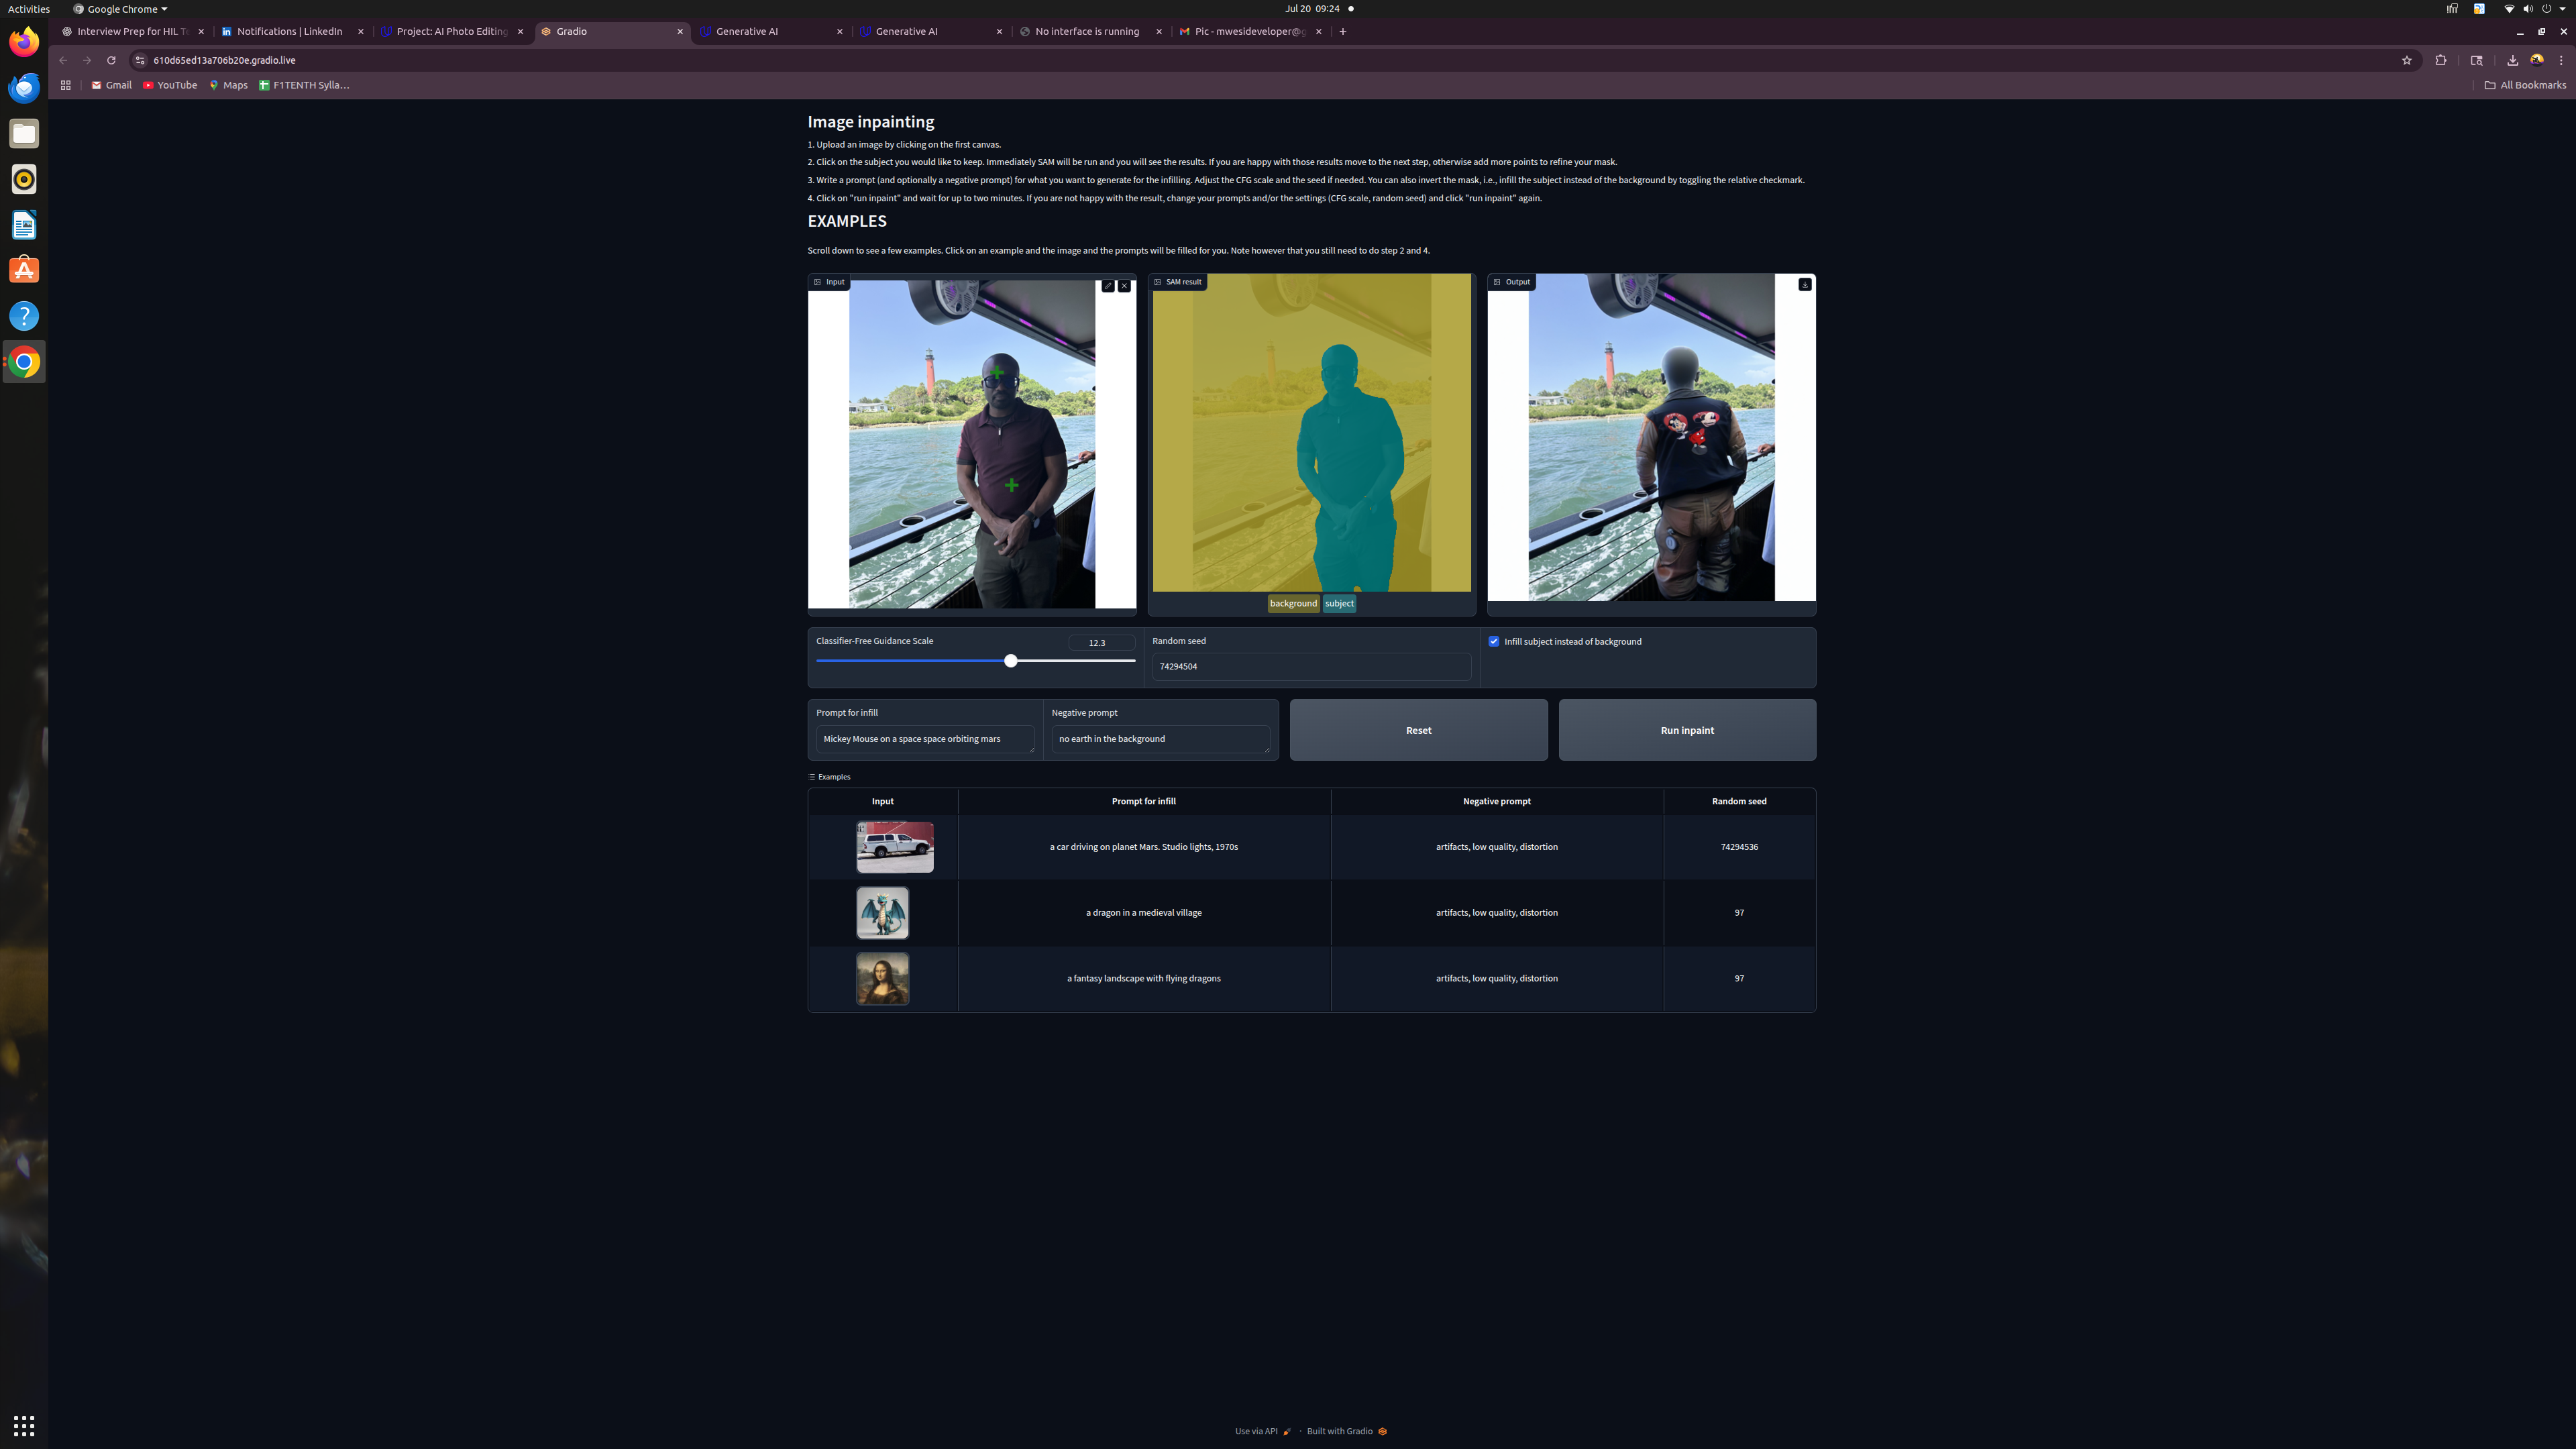 Activities
Google Chrome
Jul 20 09:24
Interview Prep for HIL Te
Notifications | LinkedIn
Project: AI Photo Editing
Gradio
Generative AI
Generative AI
No interface is running
Pic - mwesideveloper@g
610d65ed13a706b20e.gradio.live
Gmail
YouTube
Maps
F1TENTH Sylla…
All Bookmarks
Image inpainting
1. Upload an image by clicking on the first canvas.
2. Click on the subject you would like to keep. Immediately SAM will be run and you will see the results. If you are happy with those results move to the next step, otherwise add more points to refine your mask.
3. Write a prompt (and optionally a negative prompt) for what you want to generate for the infilling. Adjust the CFG scale and the seed if needed. You can also invert the mask, i.e., infill the subject instead of the background by toggling the relative checkmark.
4. Click on "run inpaint" and wait for up to two minutes. If you are not happy with the result, change your prompts and/or the settings (CFG scale, random seed) and click "run inpaint" again.
EXAMPLES
Scroll down to see a few examples. Click on an example and the image and the prompts will be filled for you. Note however that you still need to do step 2 and 4.
Input
SAM result
Output
background
subject
Classifier-Free Guidance Scale
12.3
Random seed
74294504
Infill subject instead of background
Prompt for infill
Mickey Mouse on a space space orbiting mars
Negative prompt
no earth in the background
Reset
Run inpaint
Examples
Input Prompt for infill Negative prompt Random seed
a car driving on planet Mars. Studio lights, 1970s artifacts, low quality, distortion 74294536
a dragon in a medieval village artifacts, low quality, distortion 97
a fantasy landscape with flying dragons artifacts, low quality, distortion 97
Use via API · Built with Gradio